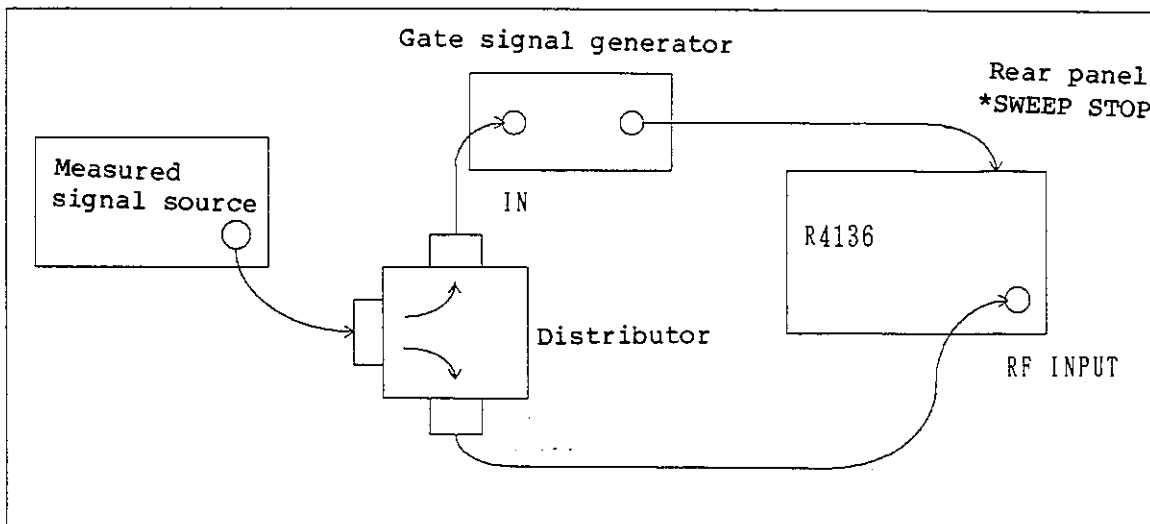 Gate signal generator
Rear panel
*SWEEP STOP
Measured
signal source
IN
R4136
Distributor
RF INPUT